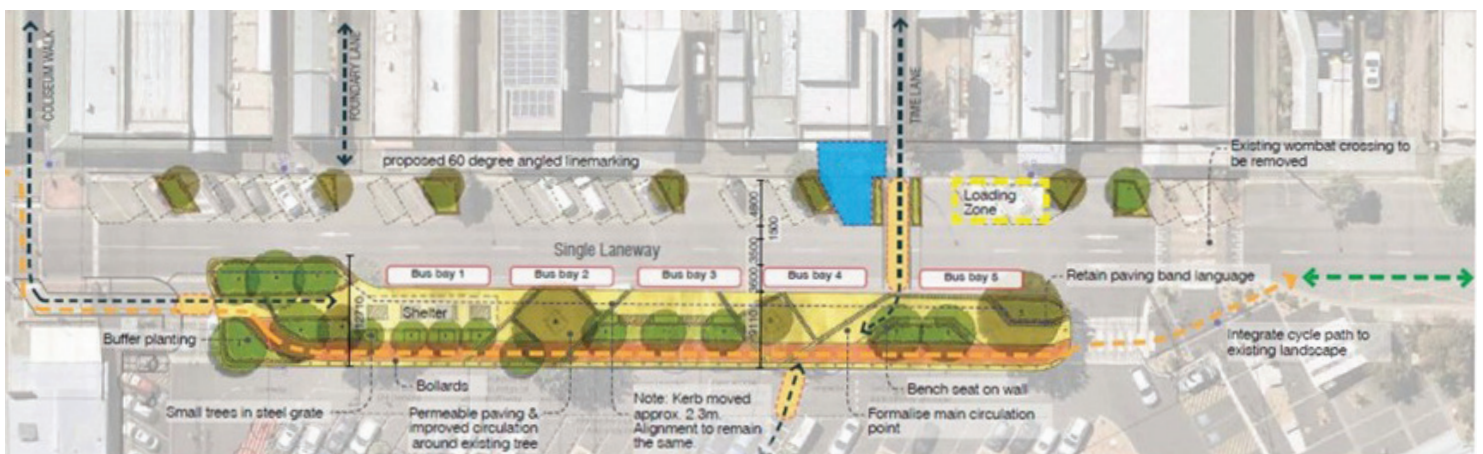 COLISEUM WALK
FOUNDARY LANE
TIME LANE
proposed 60 degree angled linemarking
Existing wombat crossing to
be removed
Loading
Zone
4800
1500
3500
3600
Single Laneway
Bus bay 1
Bus bay 2
Bus bay 3
Bus bay 4
Bus bay 5
Retain paving band language
12710
Shelter
Buffer planting
Integrate cycle path to
existing landscape
Bollards
Bench seat on wall
Small trees in steel grate
Permeable paving &
improved circulation
around existing tree
Note: Kerb moved
approx. 2 3m.
Alignment to remain
the same.
Formalise main circulation
point